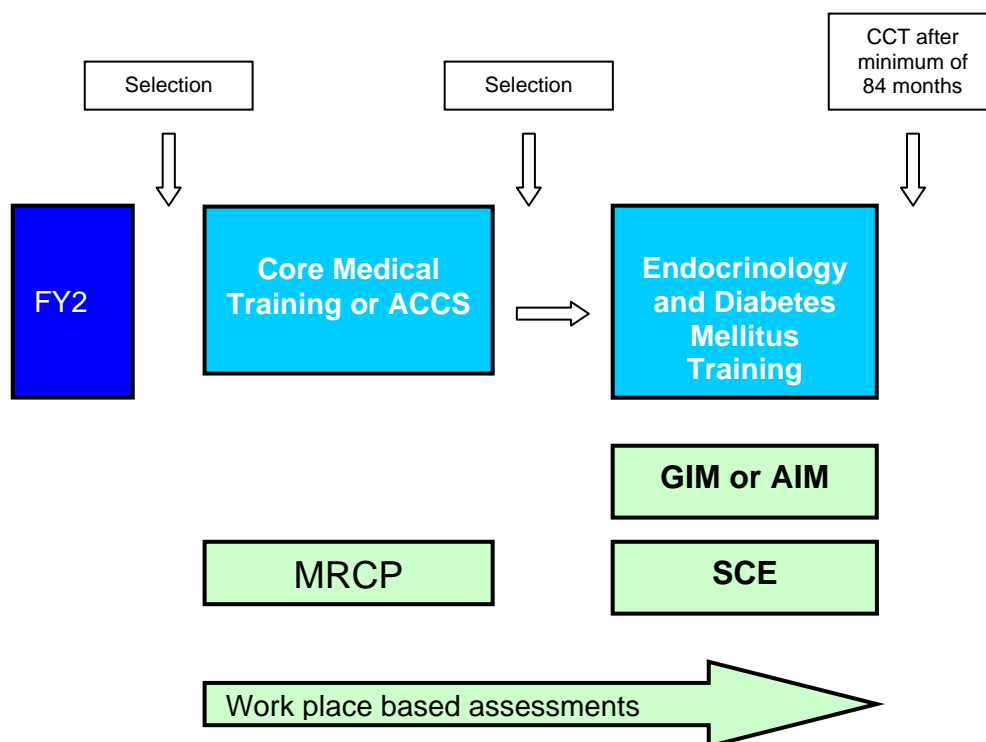 Selection
Selection
CCT after
minimum of
84 months
FY2
Core Medical
Training or ACCS
Endocrinology
and Diabetes
Mellitus
Training
GIM or AIM
MRCP
SCE
Work place based assessments